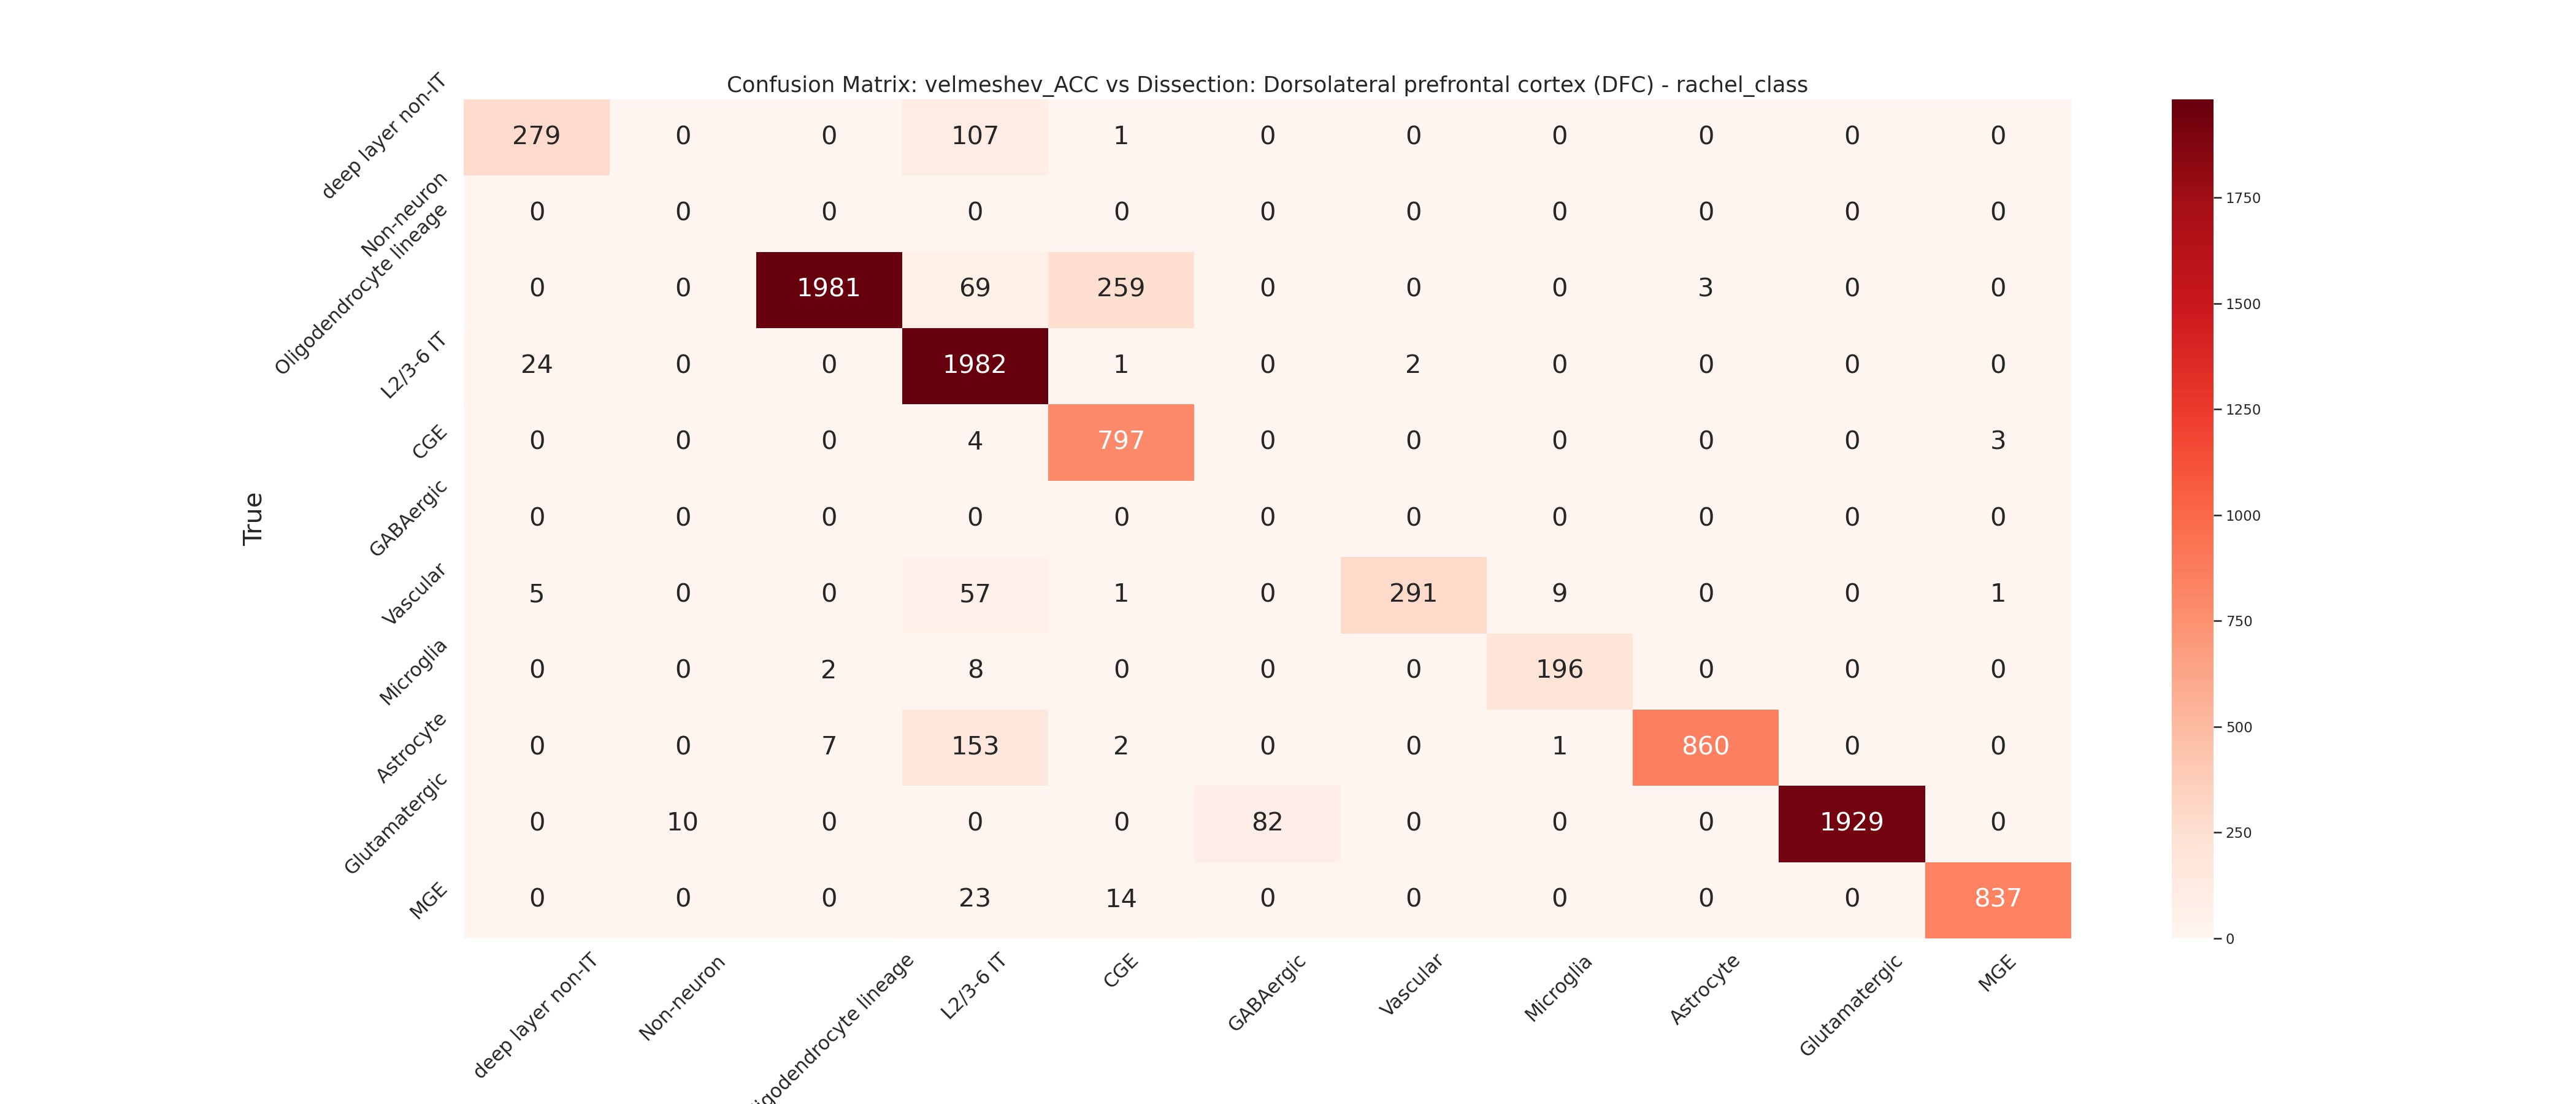 Confusion Matrix: velmeshev_ACC vs Dissection: Dorsolateral prefrontal cortex (DFC) - rachel_class
True
deep layer non-IT 279 0 0 107 1 0 0 0 0 0 0
Non-neuron 0 0 0 0 0 0 0 0 0 0 0
Oligodendrocyte lineage 0 0 1981 69 259 0 0 0 3 0 0
L2/3-6 IT 24 0 0 1982 1 0 2 0 0 0 0
CGE 0 0 0 4 797 0 0 0 0 0 3
GABAergic 0 0 0 0 0 0 0 0 0 0 0
Vascular 5 0 0 57 1 0 291 9 0 0 1
Microglia 0 0 2 8 0 0 0 196 0 0 0
Astrocyte 0 0 7 153 2 0 0 1 860 0 0
Glutamatergic 0 10 0 0 0 82 0 0 0 1929 0
MGE 0 0 0 23 14 0 0 0 0 0 837
deep layer non-IT
Non-neuron
igodendrocyte lineage
L2/3-6 IT
CGE
GABAergic
Vascular
Microglia
Astrocyte
Glutamatergic
MGE
1750
1500
1250
1000
750
500
250
0